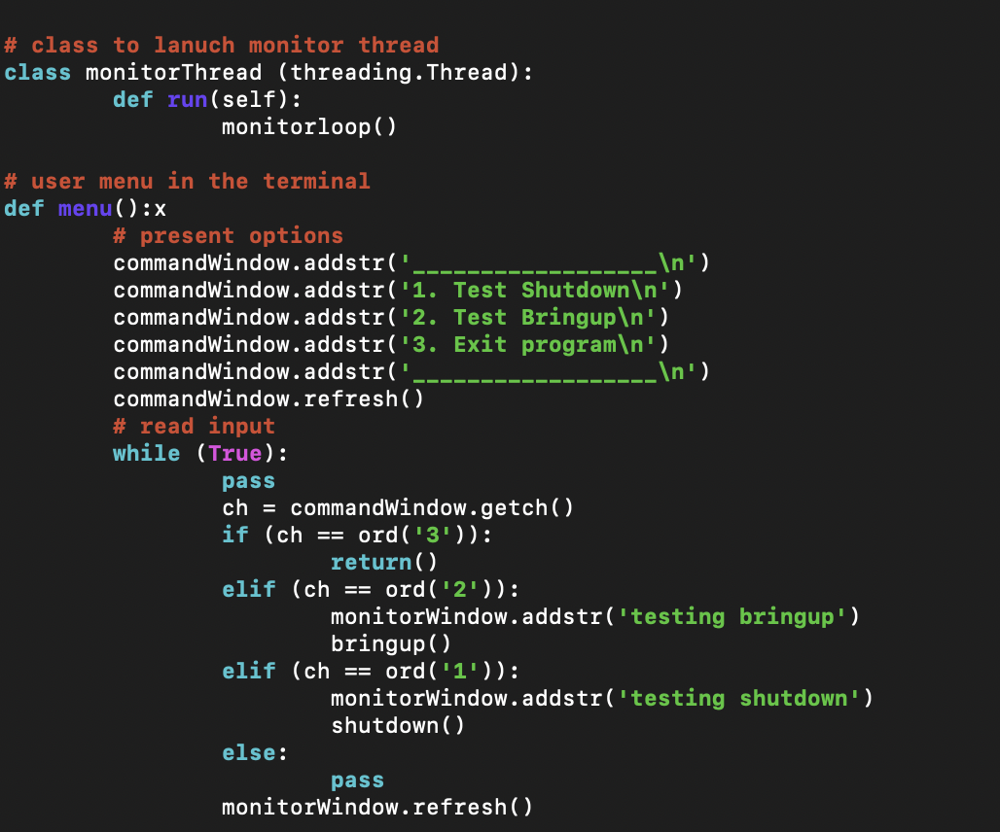 # class to lanuch monitor thread
class monitorThread (threading.Thread):
        def run(self):
                monitorloop()

# user menu in the terminal
def menu():x
        # present options
        commandWindow.addstr('__________________\n')
        commandWindow.addstr('1. Test Shutdown\n')
        commandWindow.addstr('2. Test Bringup\n')
        commandWindow.addstr('3. Exit program\n')
        commandWindow.addstr('__________________\n')
        commandWindow.refresh()
        # read input
        while (True):
                pass
                ch = commandWindow.getch()
                if (ch == ord('3')):
                        return()
                elif (ch == ord('2')):
                        monitorWindow.addstr('testing bringup')
                        bringup()
                elif (ch == ord('1')):
                        monitorWindow.addstr('testing shutdown')
                        shutdown()
                else:
                        pass
                monitorWindow.refresh()